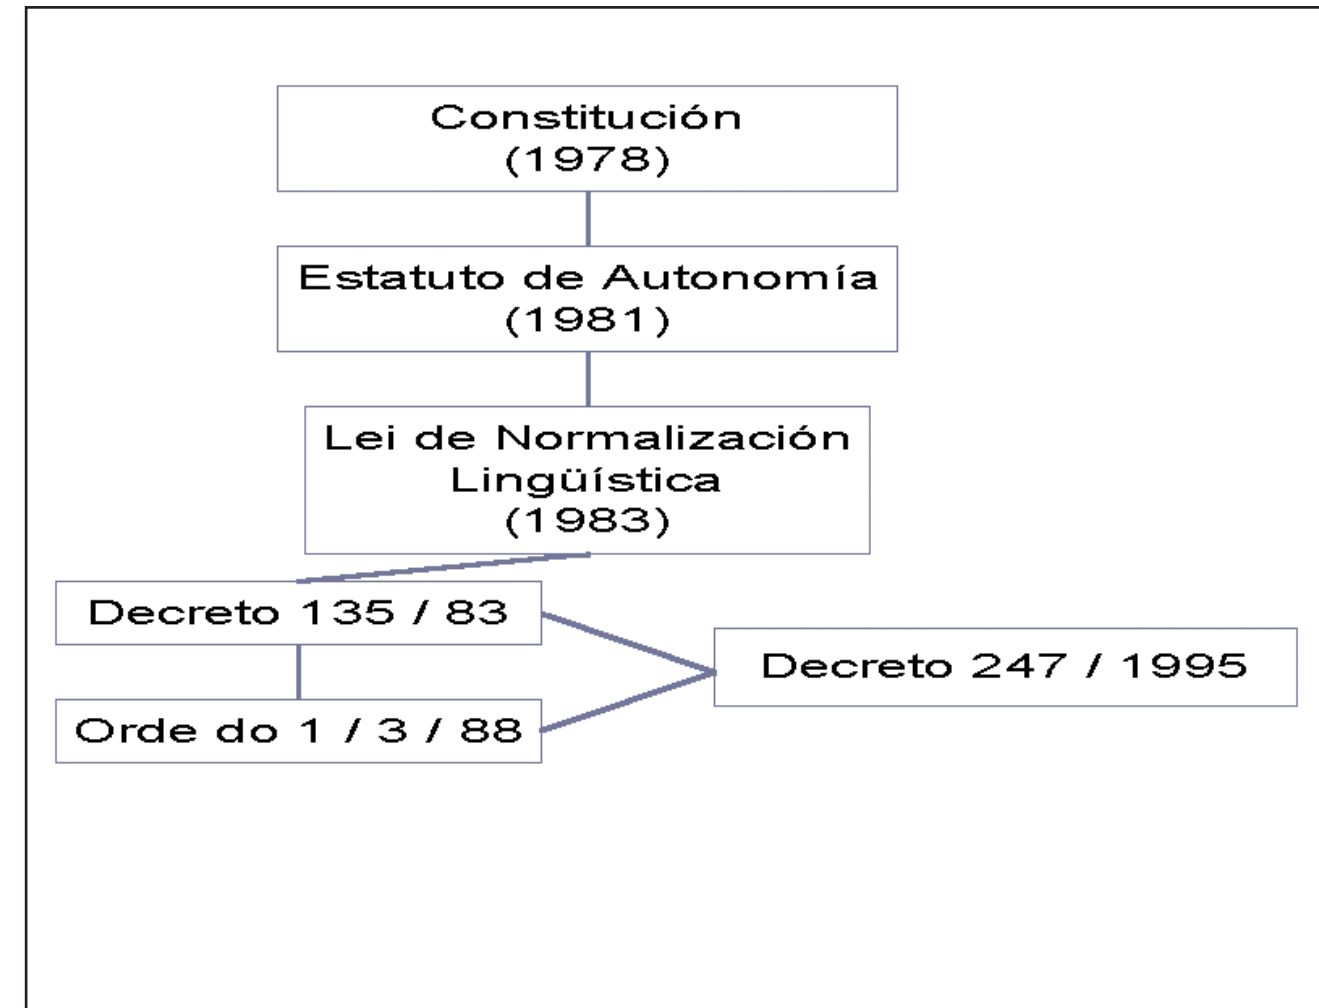 Constitución
(1978)
Estatuto de Autonomía
(1981)
Lei de Normalización
Lingüística
(1983)
Decreto 135 / 83
Decreto 247 / 1995
Orde do 1 / 3 / 88